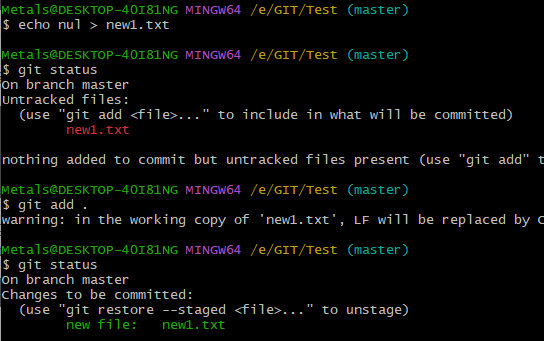 Metals@DESKTOP-4OI81NG MINGW64 /e/GIT/Test (master)
$ echo nul > new1.txt
Metals@DESKTOP-4OI81NG MINGW64 /e/GIT/Test (master)
$ git status
On branch master
Untracked files:
  (use "git add <file>..." to include in what will be committed)
        new1.txt
nothing added to commit but untracked files present (use "git add" t
Metals@DESKTOP-4OI81NG MINGW64 /e/GIT/Test (master)
$ git add .
warning: in the working copy of 'new1.txt', LF will be replaced by C
Metals@DESKTOP-4OI81NG MINGW64 /e/GIT/Test (master)
$ git status
On branch master
Changes to be committed:
  (use "git restore --staged <file>..." to unstage)
        new file:   new1.txt